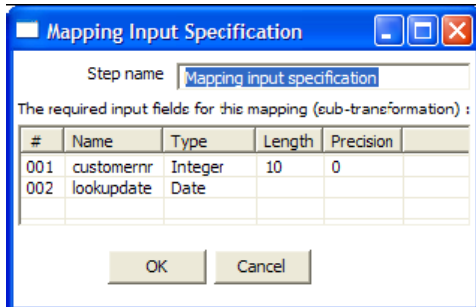 Mapping Input Specification
Step name Mapping input specification
The required input fields for this mapping (sub-transformation) :
# Name Type Length Precision
001 customernr Integer 10 0
002 lookupdate Date
OK Cancel